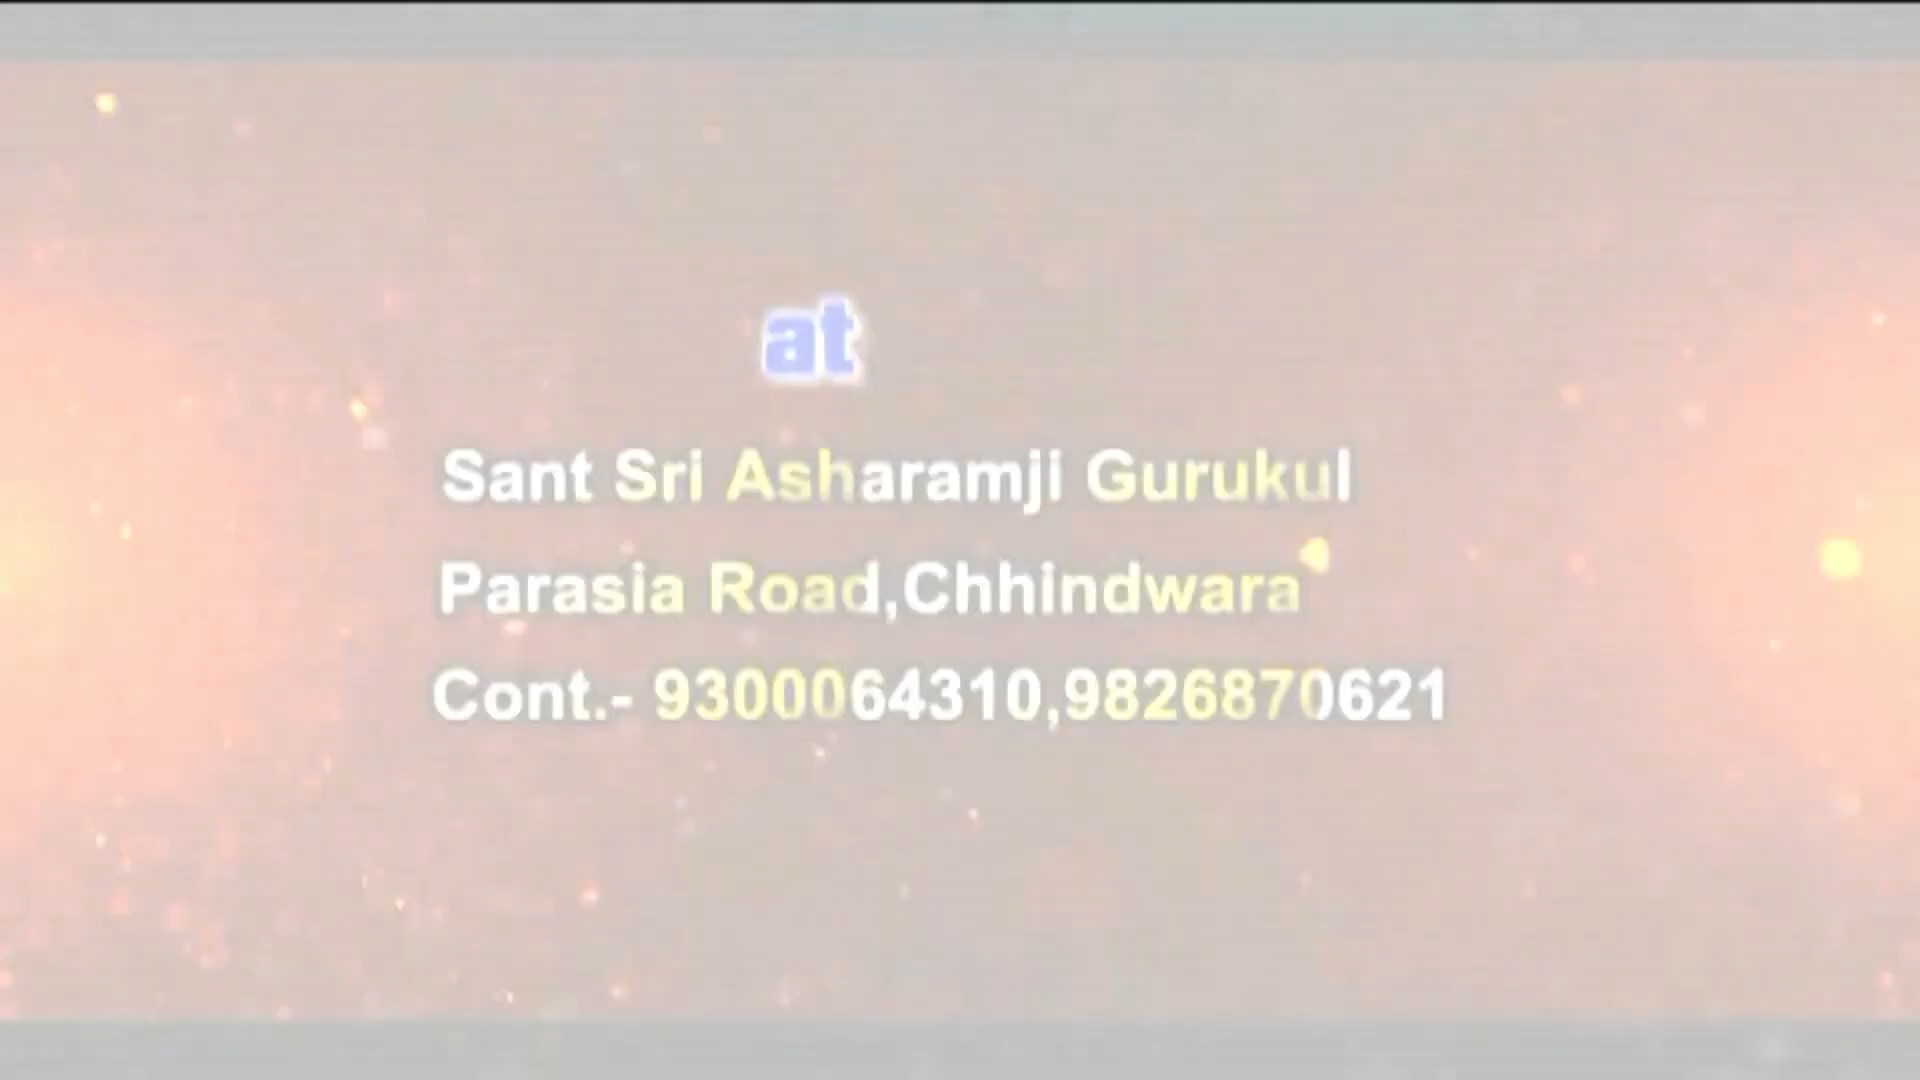 at
Sant Sri Asharamji Gurukul
Parasia Road,Chhindwara
Cont.- 9300064310,9826870621